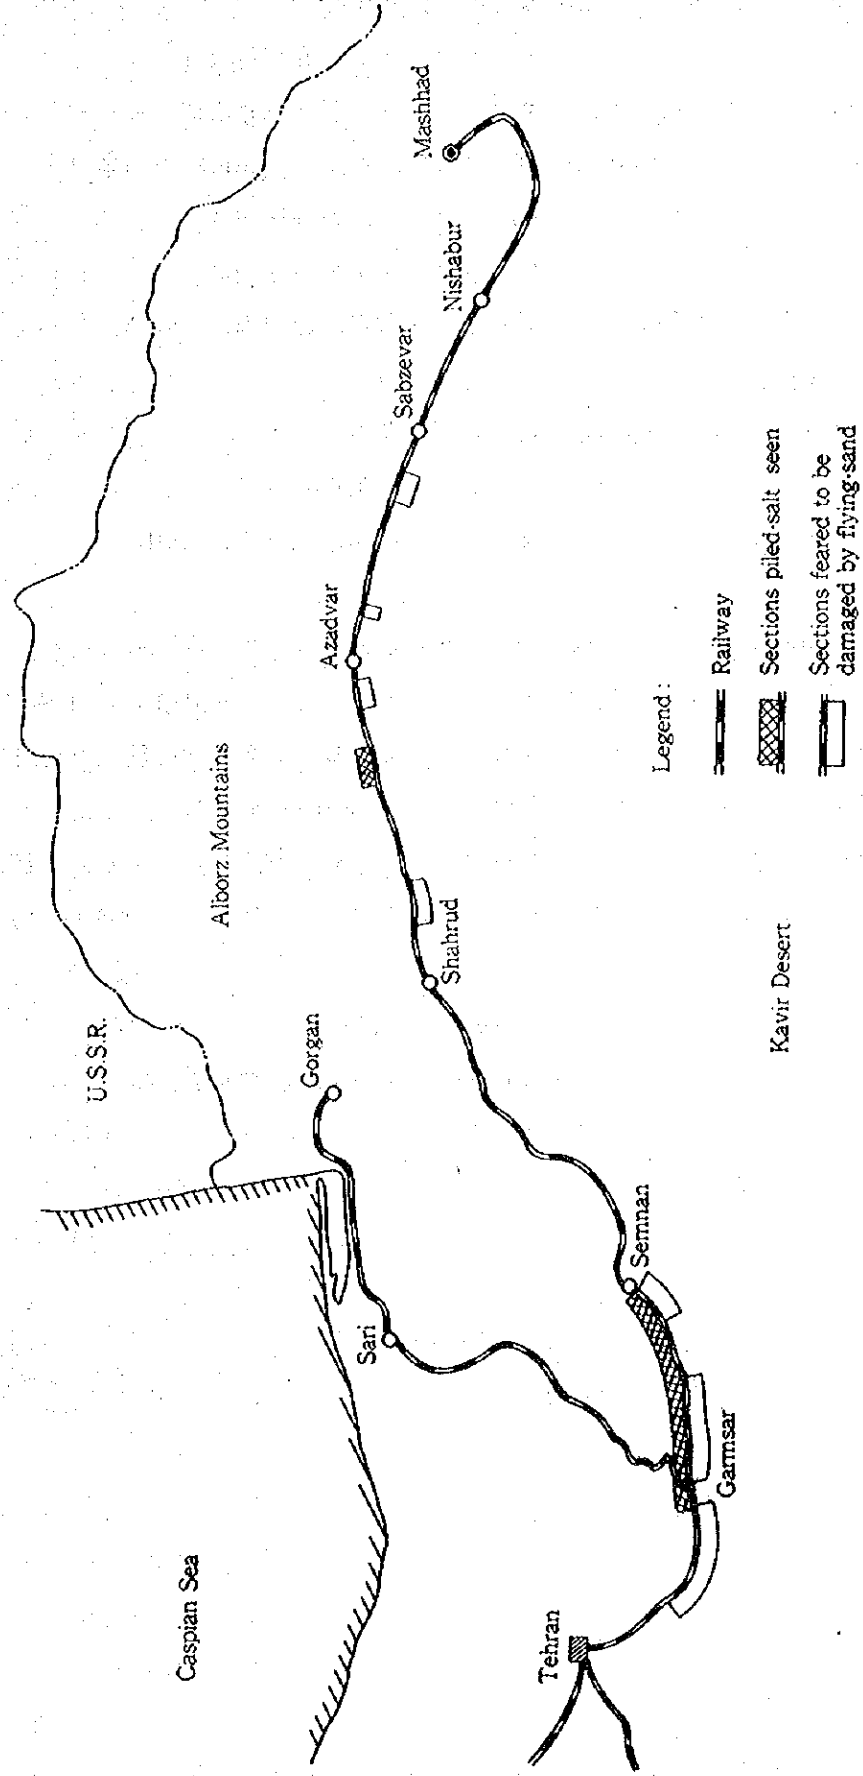 Caspian Sea
U.S.S.R.
Alborz Mountains
Gorgan
Sari
Tehran
Garmsar
Semnan
Shahrud
Azadvar
Sabzevar
Nishabur
Mashhad
Kavir Desert
Legend :
Railway
Sections piled-salt seen
Sections feared to be
damaged by flying-sand